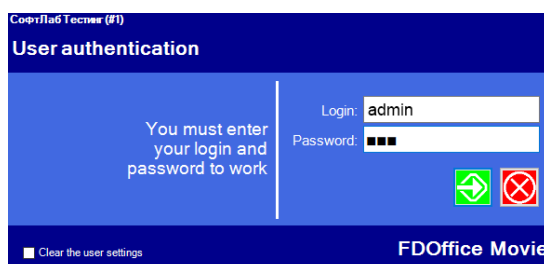 СофтЛаб Тестинг (#1)
User authentication
You must enter
your login and
password to work
Login: admin
Password: ■■■
Clear the user settings
FDOffice Movie